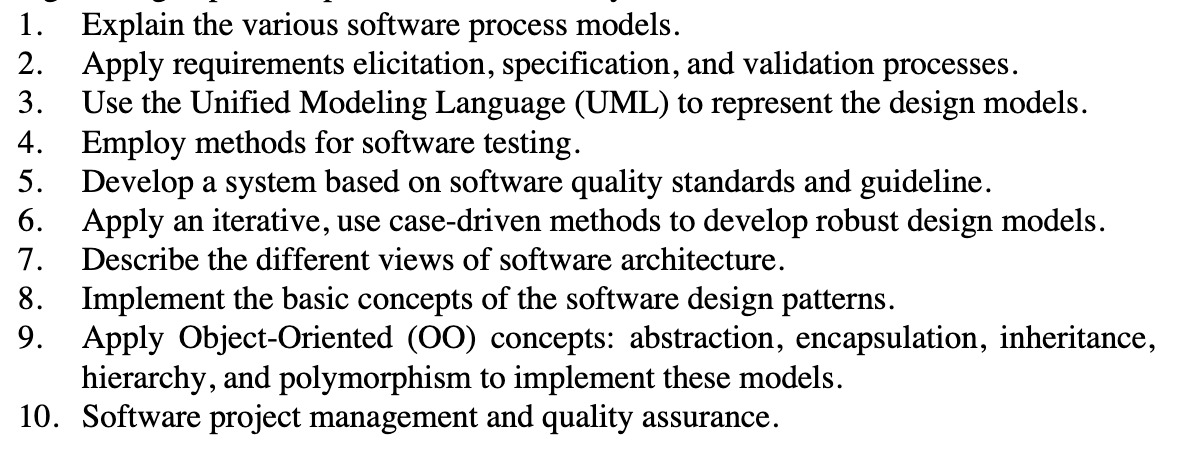 1. Explain the various software process models.
2. Apply requirements elicitation, specification, and validation processes.
3. Use the Unified Modeling Language (UML) to represent the design models.
4. Employ methods for software testing.
5. Develop a system based on software quality standards and guideline.
6. Apply an iterative, use case-driven methods to develop robust design models.
7. Describe the different views of software architecture.
8. Implement the basic concepts of the software design patterns.
9. Apply Object-Oriented (OO) concepts: abstraction, encapsulation, inheritance,
hierarchy, and polymorphism to implement these models.
10. Software project management and quality assurance.